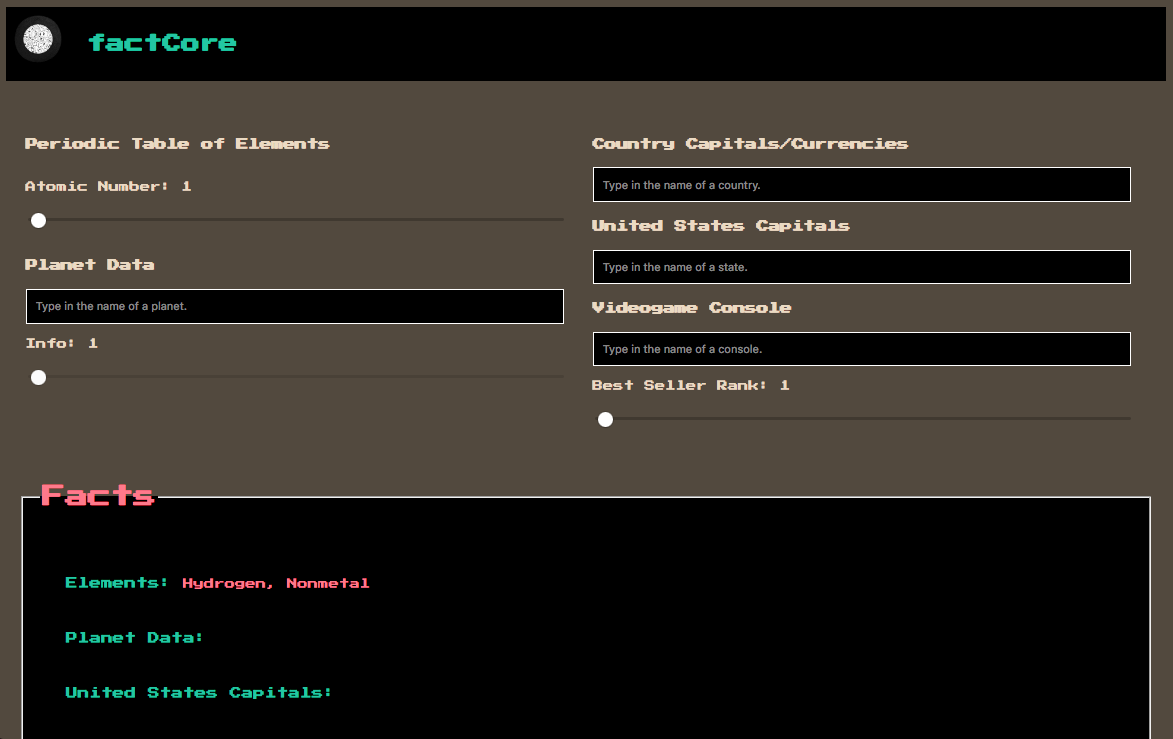 factCore
Periodic Table of Elements
Atomic Number: 1
Planet Data
Type in the name of a planet.
Info: 1
Country Capitals/Currencies
Type in the name of a country.
United States Capitals
Type in the name of a state.
Videogame Console
Type in the name of a console.
Best Seller Rank: 1
Facts
Elements: Hydrogen, Nonmetal
Planet Data:
United States Capitals: